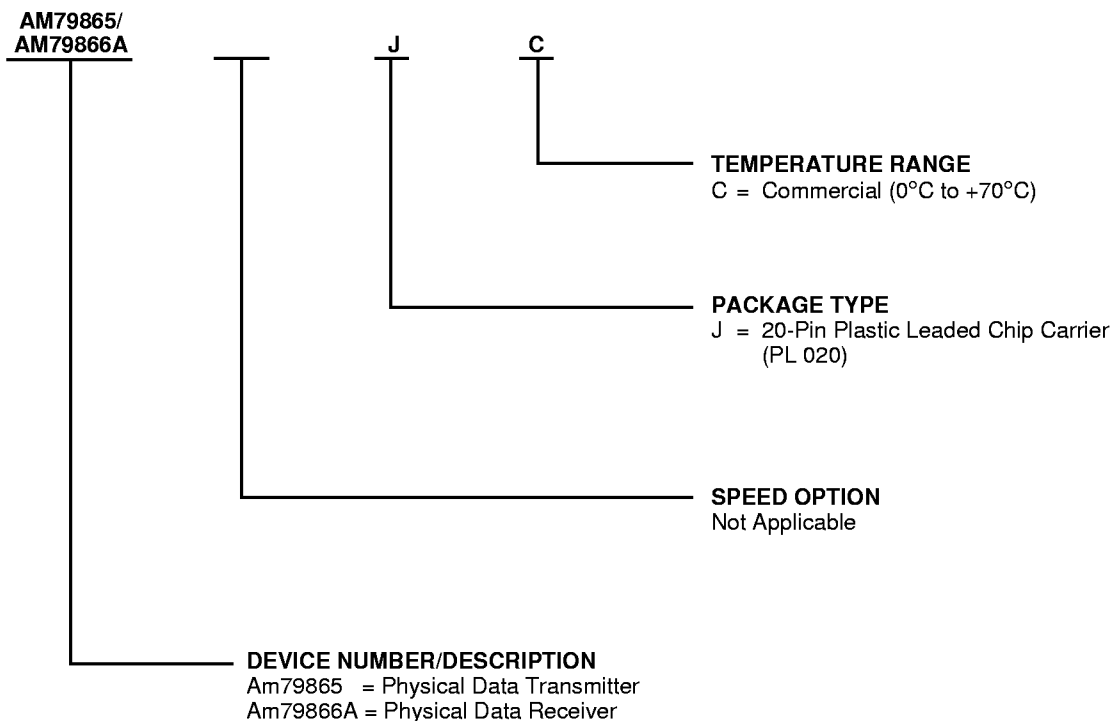 AM79865/
AM79866A
J
C
TEMPERATURE RANGE
C = Commercial (0°C to +70°C)
PACKAGE TYPE
J = 20-Pin Plastic Leaded Chip Carrier
(PL 020)
SPEED OPTION
Not Applicable
DEVICE NUMBER/DESCRIPTION
Am79865 = Physical Data Transmitter
Am79866A = Physical Data Receiver